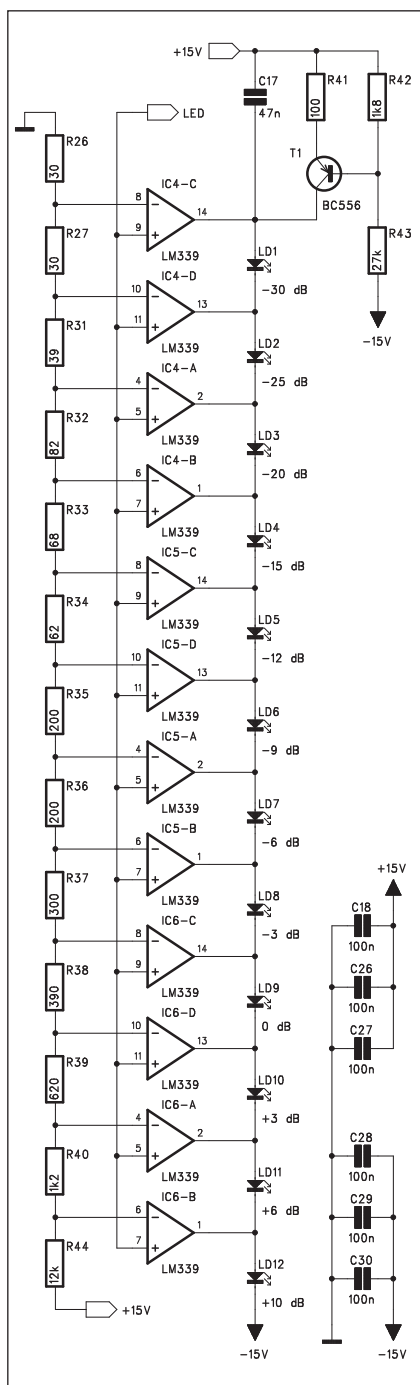 +15V
C17
47n
R41
100
R42
1k8
LED
R26
30
T1
BC556
IC4-C
8
9
14
LM339
R27
30
R43
27k
-15V
LD1
-30 dB
IC4-D
10
11
13
LM339
R31
39
LD2
-25 dB
IC4-A
4
5
2
LM339
R32
82
LD3
-20 dB
IC4-B
6
7
1
LM339
R33
68
LD4
-15 dB
IC5-C
8
9
14
LM339
R34
62
LD5
-12 dB
IC5-D
10
11
13
LM339
R35
200
LD6
-9 dB
IC5-A
4
5
2
LM339
R36
200
LD7
-6 dB
IC5-B
6
7
1
LM339
R37
300
LD8
-3 dB
IC6-C
8
9
14
LM339
R38
390
LD9
0 dB
IC6-D
10
11
13
LM339
R39
620
LD10
+3 dB
IC6-A
4
5
2
LM339
R40
1k2
LD11
+6 dB
IC6-B
6
7
1
LM339
R44
12k
LD12
+10 dB
+15V
-15V
+15V
C18
100n
C26
100n
C27
100n
C28
100n
C29
100n
C30
100n
-15V